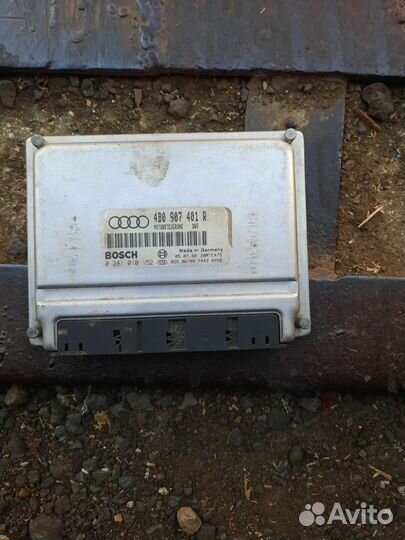 4B0 907 401 R
MOTORSTEUERUNG
Made in Germany
BOSCH
0 281 010 152
Avito